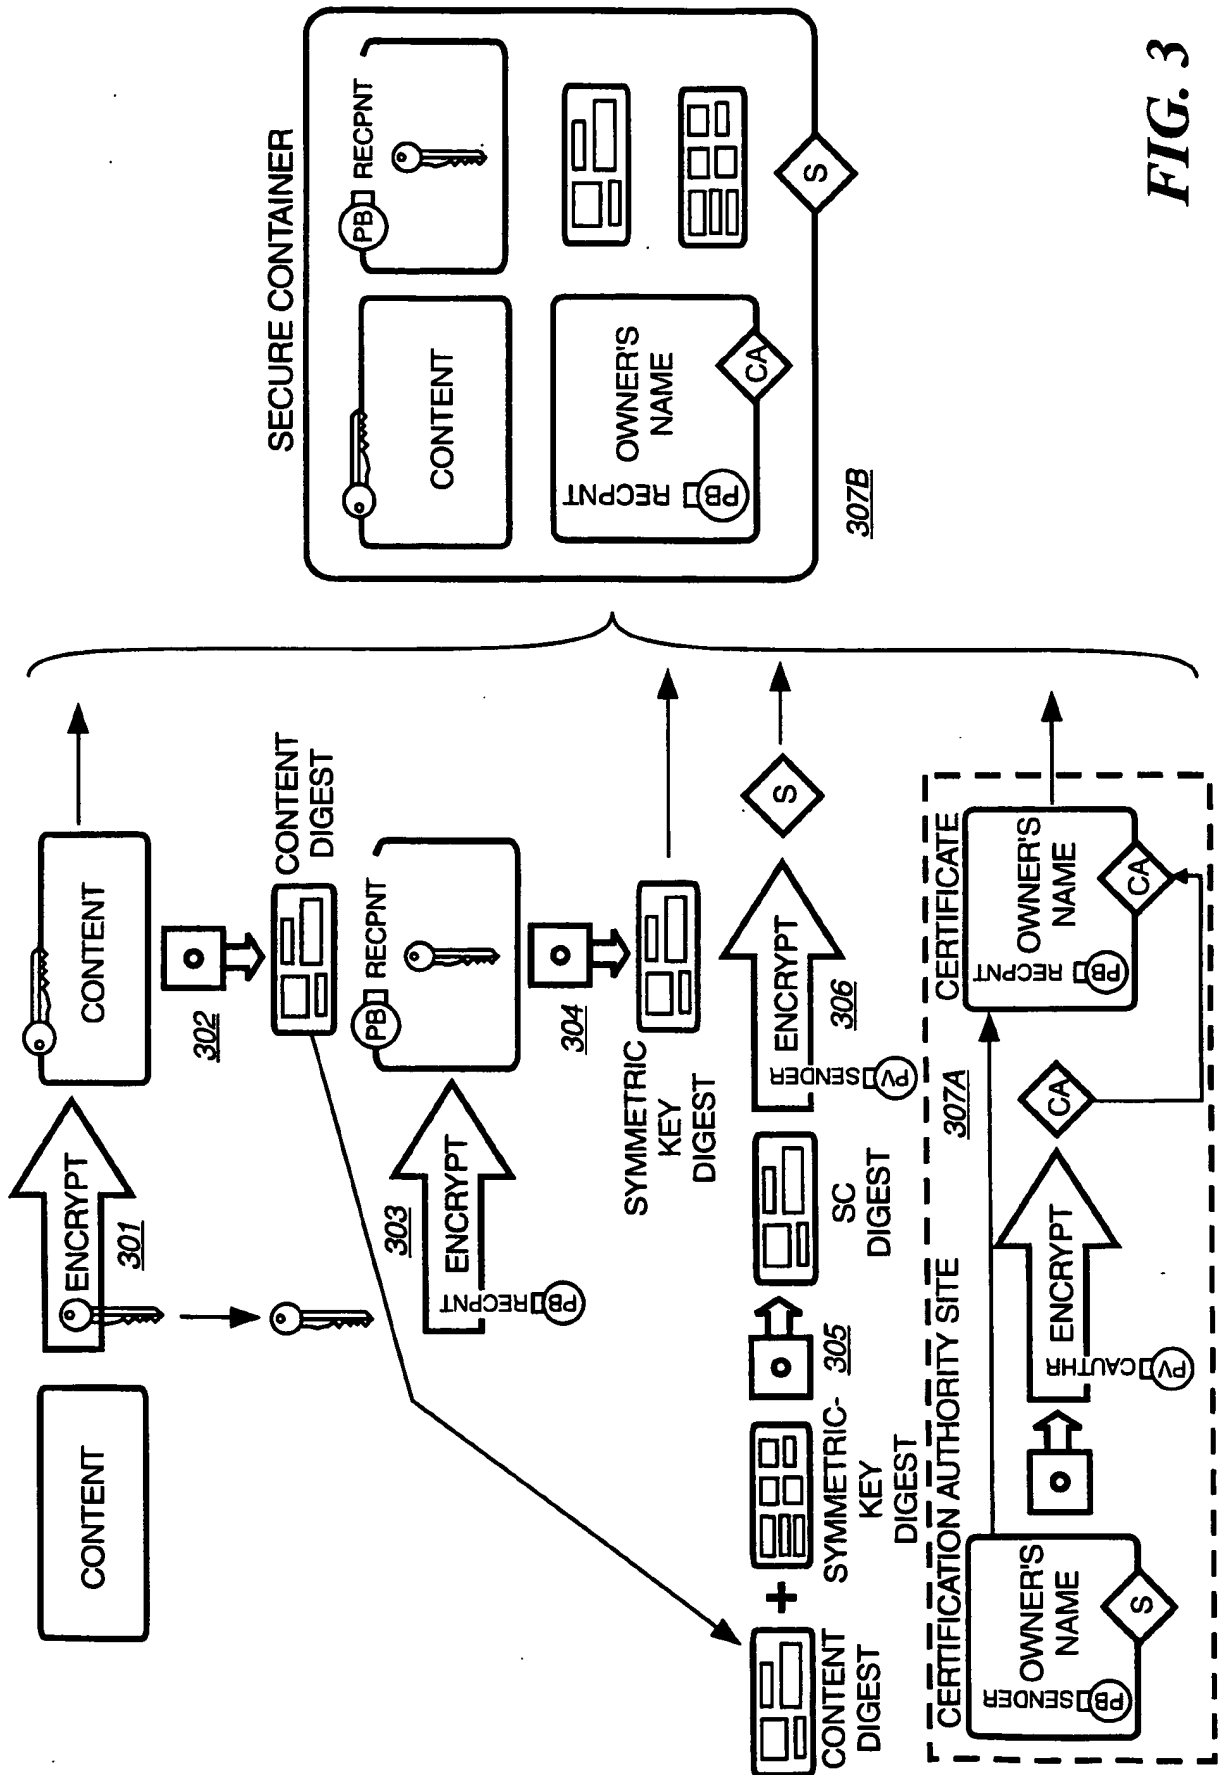 CONTENT
ENCRYPT
301
CONTENT
302
CONTENT
DIGEST
303
ENCRYPT
PB RECPNT
PB RECPNT
304
SYMMETRIC
KEY
DIGEST
CONTENT
DIGEST
+
SYMMETRIC-
KEY
DIGEST
305
SC
DIGEST
ENCRYPT
PV SENDER
306
S
CERTIFICATION AUTHORITY SITE
PB SENDER
OWNER'S
NAME
S
ENCRYPT
PV CAUTHR
CA
307A
CERTIFICATE
PB RECPNT
OWNER'S
NAME
CA
SECURE CONTAINER
CONTENT
PB RECPNT
PB RECPNT
OWNER'S
NAME
CA
S
307B
FIG. 3